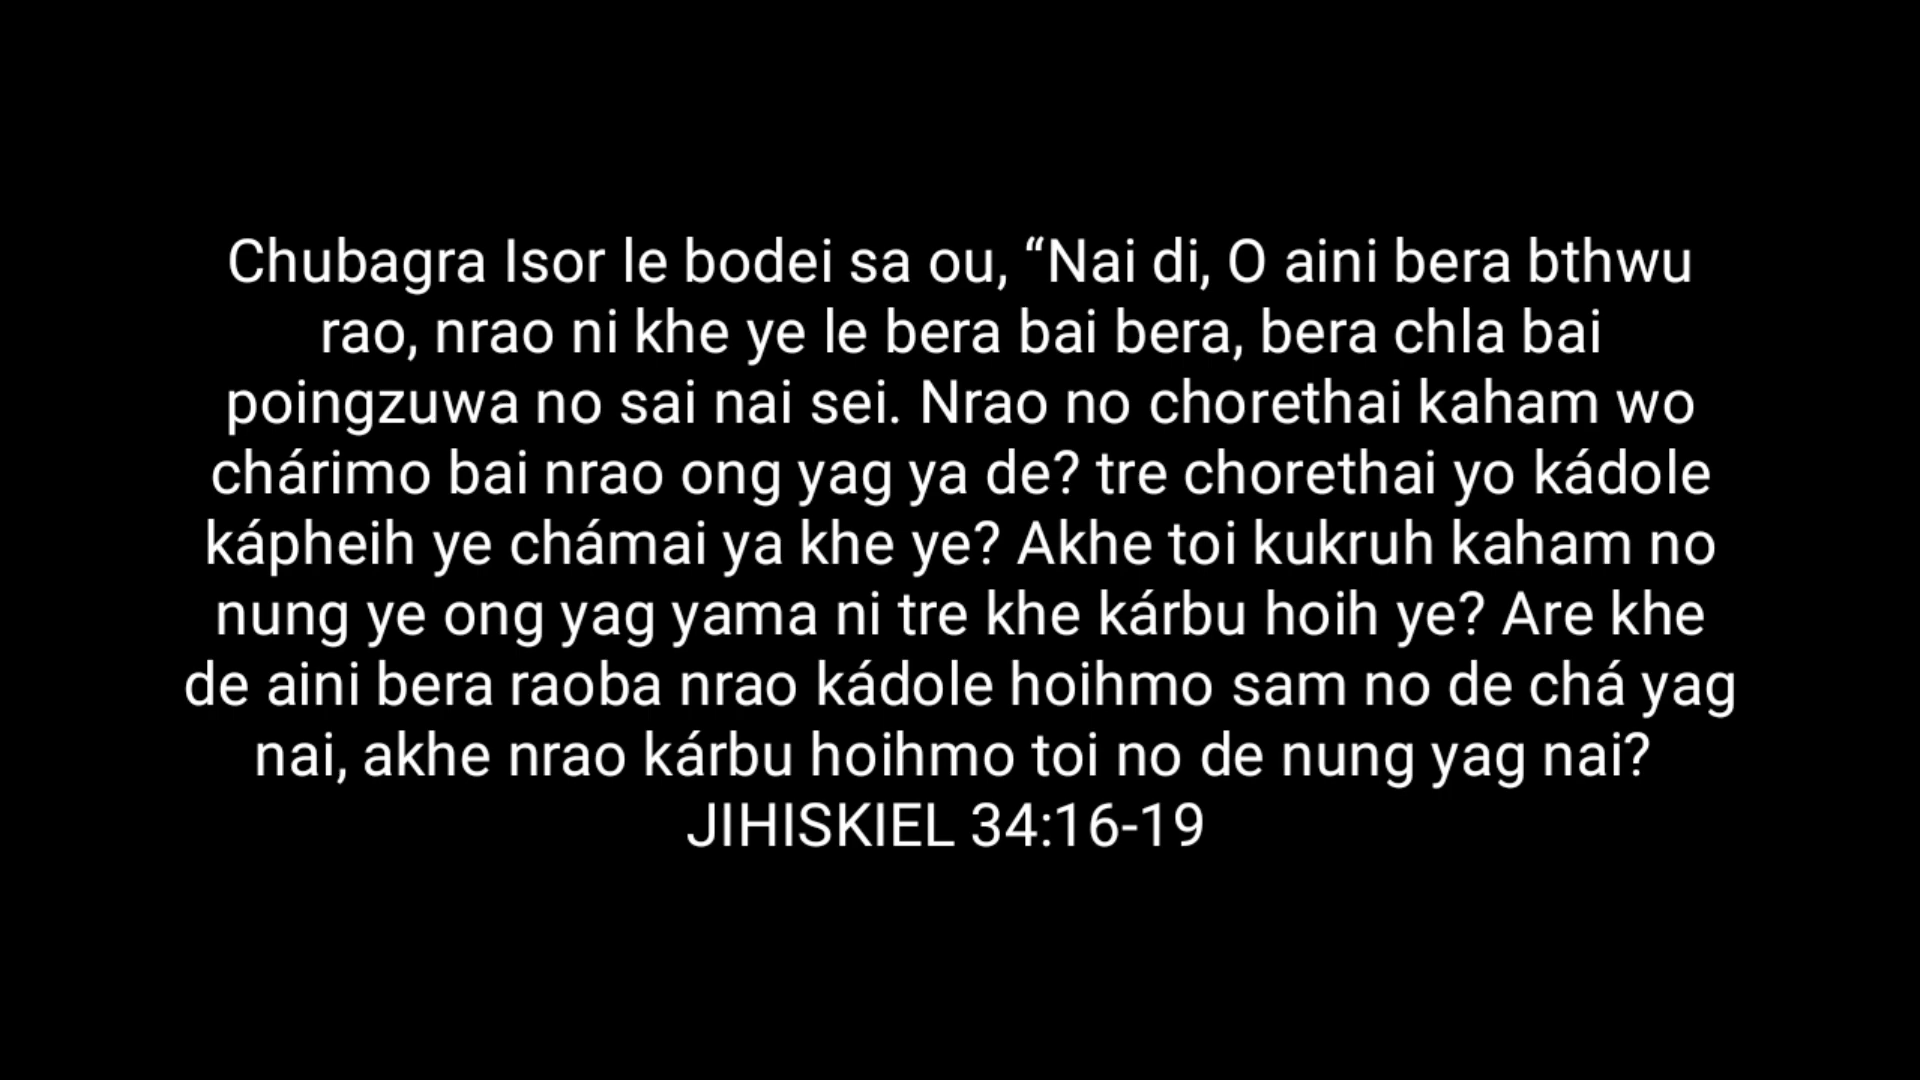 Chubagra Isor le bodei sa ou, “Nai di, O aini bera bthwu
rao, nrao ni khe ye le bera bai bera, bera chla bai
poingzuwa no sai nai sei. Nrao no chorethai kaham wo
chárimo bai nrao ong yag ya de? tre chorethai yo kádole
kápheih ye chámai ya khe ye? Akhe toi kukruh kaham no
nung ye ong yag yama ni tre khe kárbu hoih ye? Are khe
de aini bera raoba nrao kádole hoihmo sam no de chá yag
nai, akhe nrao kárbu hoihmo toi no de nung yag nai?
JIHISKIEL 34:16-19